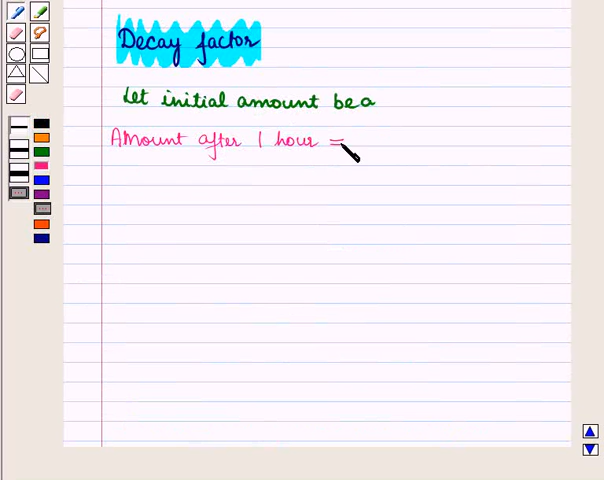 Decay factor
Let initial amount be a
Amount after 1 hour =